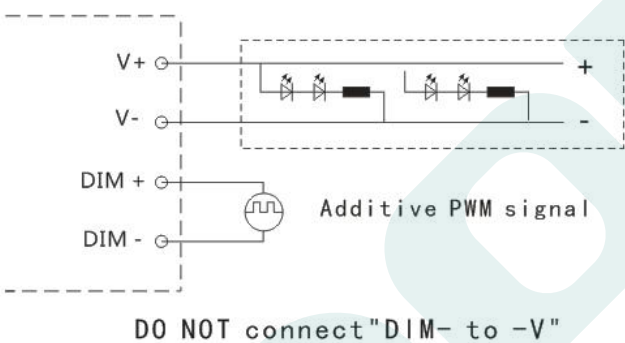 V+
+
V-
-
DIM +
Additive PWM signal
DIM -
DO NOT connect"DIM- to -V"